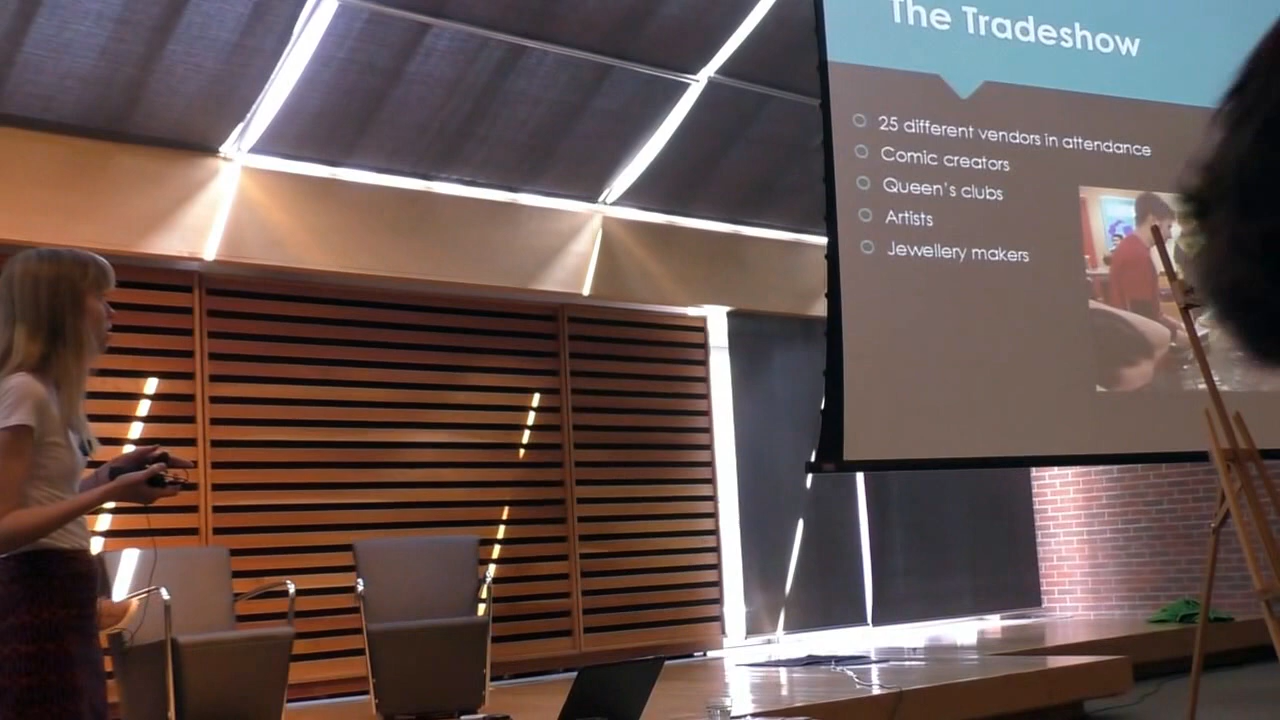 The Tradeshow
25 different vendors in attendance
Comic creators
Queen's clubs
Artists
Jewellery makers